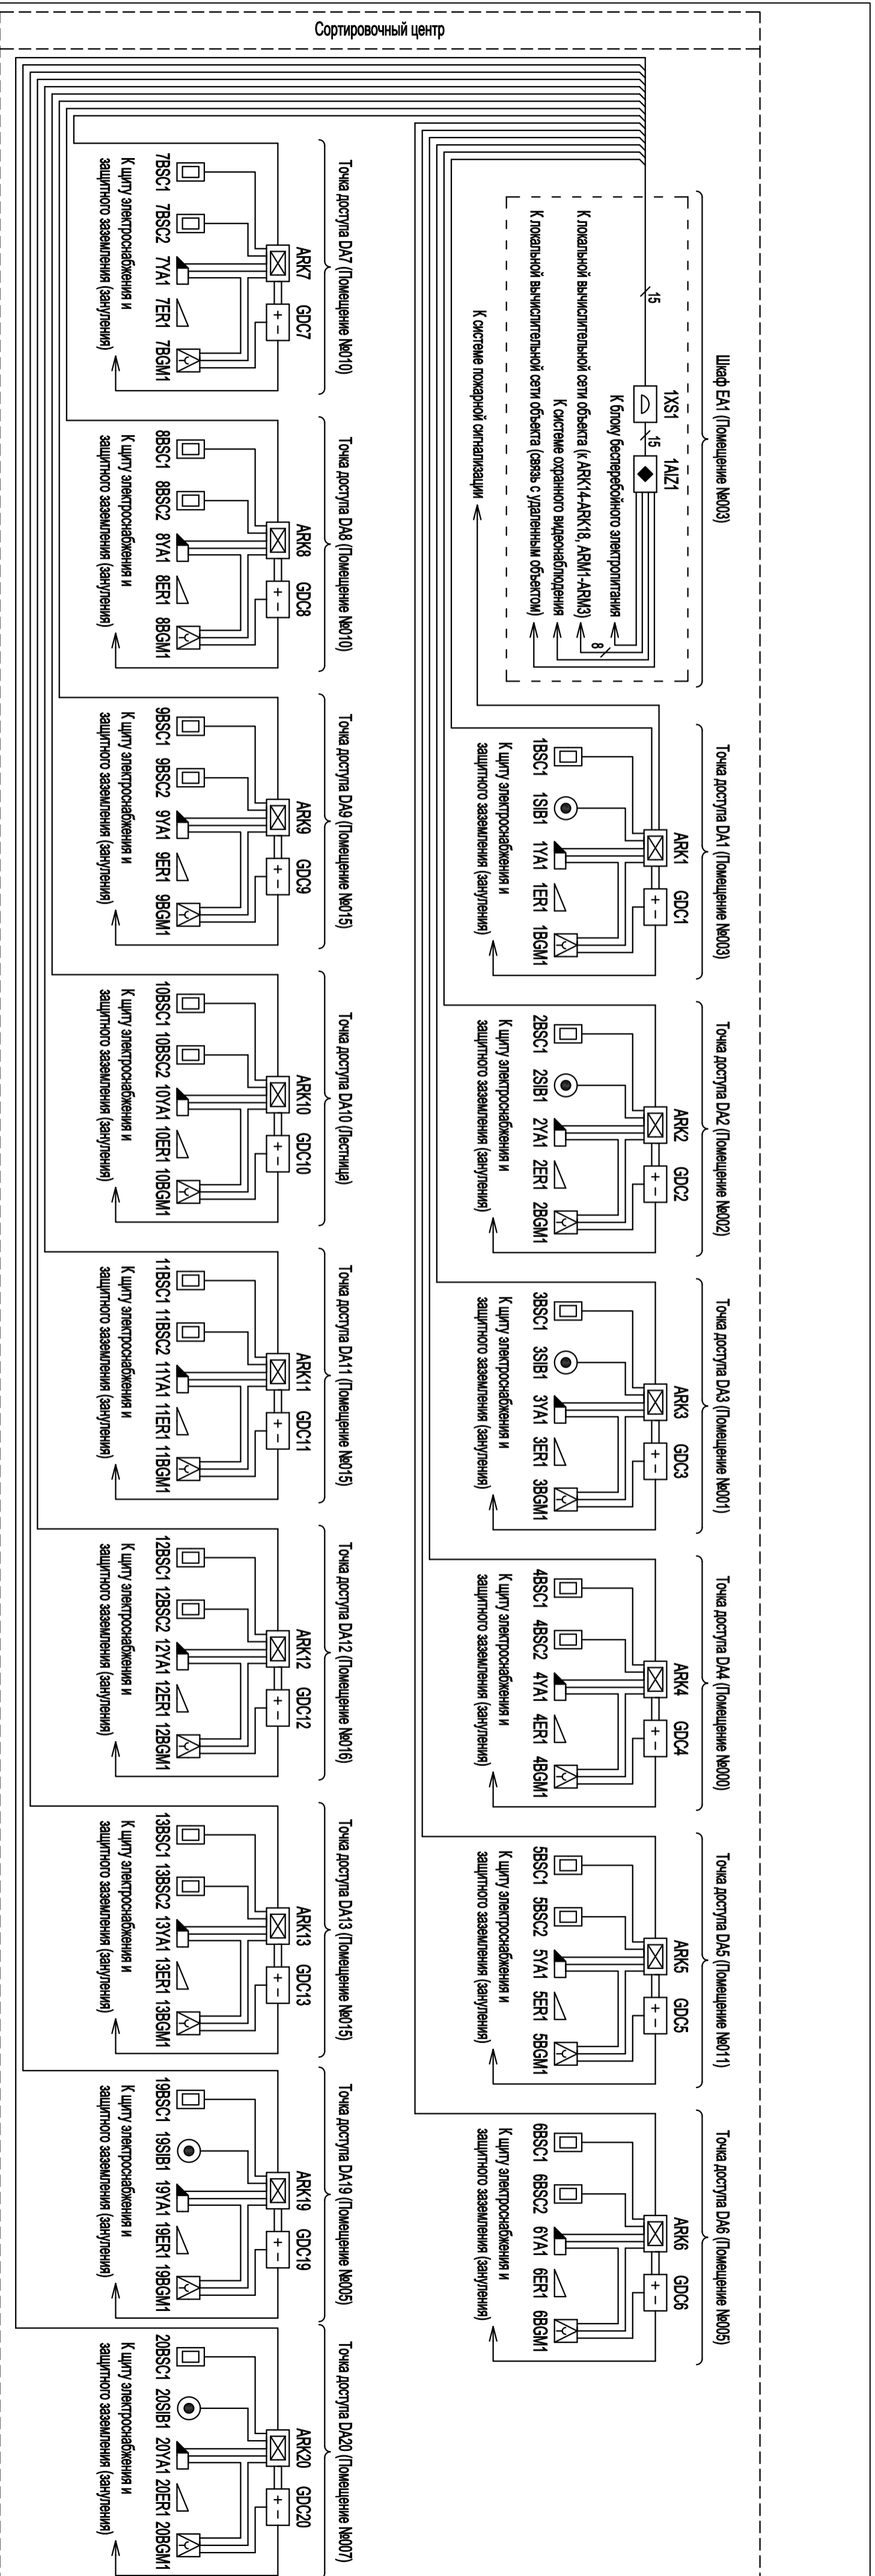 Сортировочный центр
Шкаф EA1 (Помещение №003)
15
1XS1
15
1AIZ1
К блоку бесперебойного электропитания
К локальной вычислительной сети объекта (к ARK14-ARK18, ARM1-ARM3)
8
К системе охранного видеонаблюдения
К локальной вычислительной сети объекта (связь с удаленным объектом)
К системе пожарной сигнализации
Точка доступа DA1 (Помещение №003)
ARK1 GDC1
+ −
1BSC1 1SIB1 1YA1 1ER1 1BGM1
К щиту электроснабжения и
защитного заземления (зануления)
Точка доступа DA2 (Помещение №002)
ARK2 GDC2
+ −
2BSC1 2SIB1 2YA1 2ER1 2BGM1
К щиту электроснабжения и
защитного заземления (зануления)
Точка доступа DA3 (Помещение №001)
ARK3 GDC3
+ −
3BSC1 3SIB1 3YA1 3ER1 3BGM1
К щиту электроснабжения и
защитного заземления (зануления)
Точка доступа DA4 (Помещение №000)
ARK4 GDC4
+ −
4BSC1 4BSC2 4YA1 4ER1 4BGM1
К щиту электроснабжения и
защитного заземления (зануления)
Точка доступа DA5 (Помещение №011)
ARK5 GDC5
+ −
5BSC1 5BSC2 5YA1 5ER1 5BGM1
К щиту электроснабжения и
защитного заземления (зануления)
Точка доступа DA6 (Помещение №005)
ARK6 GDC6
+ −
6BSC1 6BSC2 6YA1 6ER1 6BGM1
К щиту электроснабжения и
защитного заземления (зануления)
Точка доступа DA7 (Помещение №010)
ARK7 GDC7
+ −
7BSC1 7BSC2 7YA1 7ER1 7BGM1
К щиту электроснабжения и
защитного заземления (зануления)
Точка доступа DA8 (Помещение №010)
ARK8 GDC8
+ −
8BSC1 8BSC2 8YA1 8ER1 8BGM1
К щиту электроснабжения и
защитного заземления (зануления)
Точка доступа DA9 (Помещение №015)
ARK9 GDC9
+ −
9BSC1 9BSC2 9YA1 9ER1 9BGM1
К щиту электроснабжения и
защитного заземления (зануления)
Точка доступа DA10 (Лестница)
ARK10 GDC10
+ −
10BSC1 10BSC2 10YA1 10ER1 10BGM1
К щиту электроснабжения и
защитного заземления (зануления)
Точка доступа DA11 (Помещение №015)
ARK11 GDC11
+ −
11BSC1 11BSC2 11YA1 11ER1 11BGM1
К щиту электроснабжения и
защитного заземления (зануления)
Точка доступа DA12 (Помещение №016)
ARK12 GDC12
+ −
12BSC1 12BSC2 12YA1 12ER1 12BGM1
К щиту электроснабжения и
защитного заземления (зануления)
Точка доступа DA13 (Помещение №015)
ARK13 GDC13
+ −
13BSC1 13BSC2 13YA1 13ER1 13BGM1
К щиту электроснабжения и
защитного заземления (зануления)
Точка доступа DA19 (Помещение №005)
ARK19 GDC19
+ −
19BSC1 19SIB1 19YA1 19ER1 19BGM1
К щиту электроснабжения и
защитного заземления (зануления)
Точка доступа DA20 (Помещение №007)
ARK20 GDC20
+ −
20BSC1 20SIB1 20YA1 20ER1 20BGM1
К щиту электроснабжения и
защитного заземления (зануления)